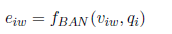 e_{iw} = f_{BAN}(v_{iw}, q_i)